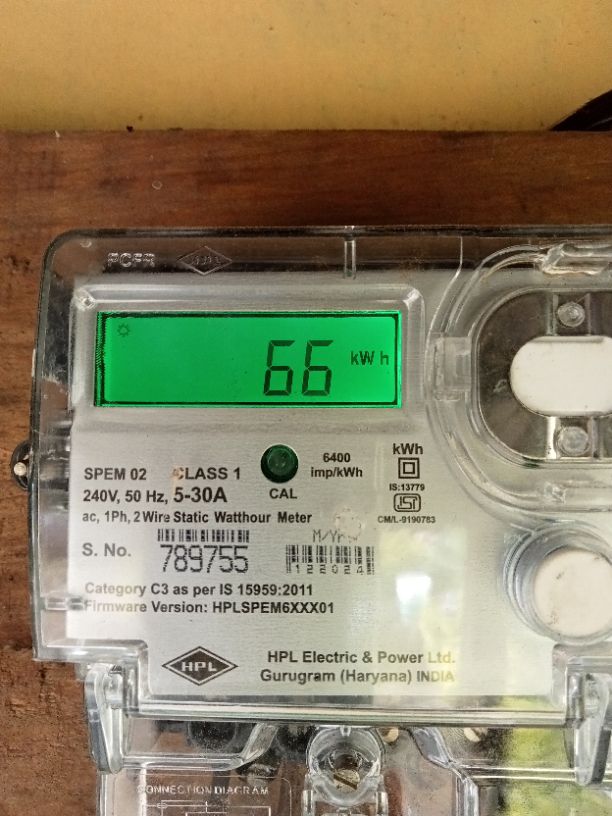 66 kWh
SPEM 02 CLASS 1
240V, 50 Hz, 5-30A
ac, 1Ph, 2 Wire Static Watthour Meter
CAL
6400
imp/kWh
kWh
IS:13779
ISI
CM/L-9190783
S. No. 789755
Category C3 as per IS 15959:2011
Firmware Version: HPLSPEM6XXX01
HPL
HPL Electric & Power Ltd.
Gurugram (Haryana) INDIA
CONNECTION DIAGRAM